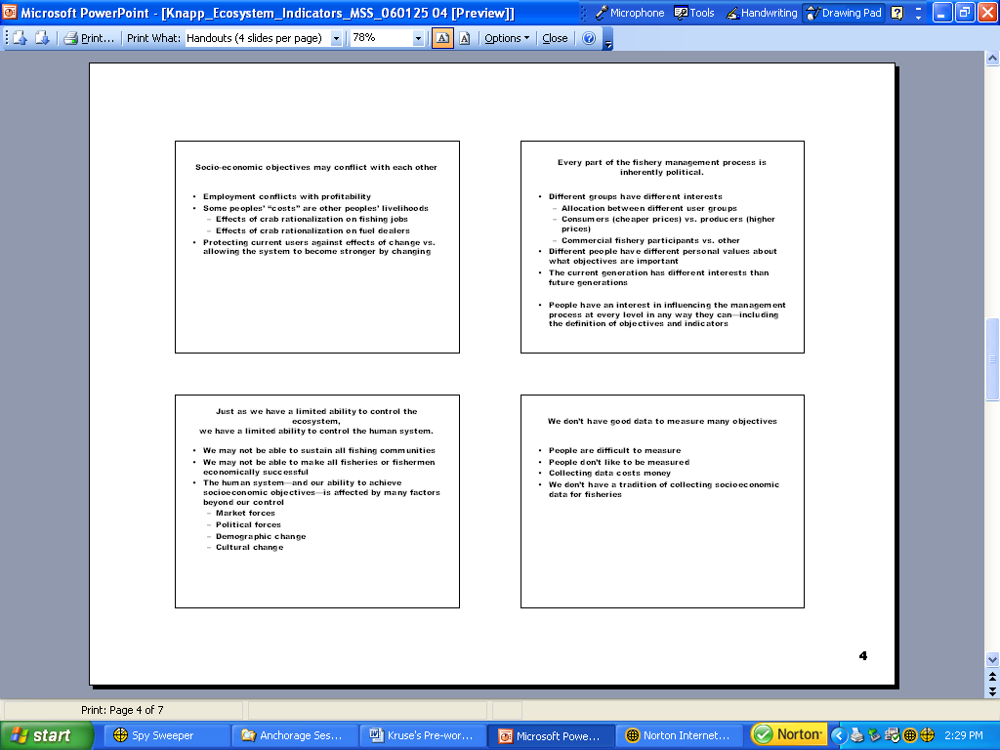 Microsoft PowerPoint - [Knapp_Ecosystem_Indicators_MSS_060125 04 [Preview]]
Microphone Tools Handwriting Drawing Pad
Print... Print What: Handouts (4 slides per page) 78% A A Options Close
Socio-economic objectives may conflict with each other
• Employment conflicts with profitability
• Some peoples' “costs” are other peoples' livelihoods
– Effects of crab rationalization on fishing jobs
– Effects of crab rationalization on fuel dealers
• Protecting current users against effects of change vs.
allowing the system to become stronger by changing
Every part of the fishery management process is
inherently political.
• Different groups have different interests
– Allocation between different user groups
– Consumers (cheaper prices) vs. producers (higher
prices)
– Commercial fishery participants vs. other
• Different people have different personal values about
what objectives are important
• The current generation has different interests than
future generations
• People have an interest in influencing the management
process at every level in any way they can—including
the definition of objectives and indicators
Just as we have a limited ability to control the
ecosystem,
we have a limited ability to control the human system.
• We may not be able to sustain all fishing communities
• We may not be able to make all fisheries or fishermen
economically successful
• The human system—and our ability to achieve
socioeconomic objectives—is affected by many factors
beyond our control
– Market forces
– Political forces
– Demographic change
– Cultural change
We don't have good data to measure many objectives
• People are difficult to measure
• People don't like to be measured
• Collecting data costs money
• We don't have a tradition of collecting socioeconomic
data for fisheries
4
Print: Page 4 of 7
start Spy Sweeper Anchorage Ses... Kruse's Pre-wor... Microsoft Powe... Norton Internet... Norton 2:29 PM